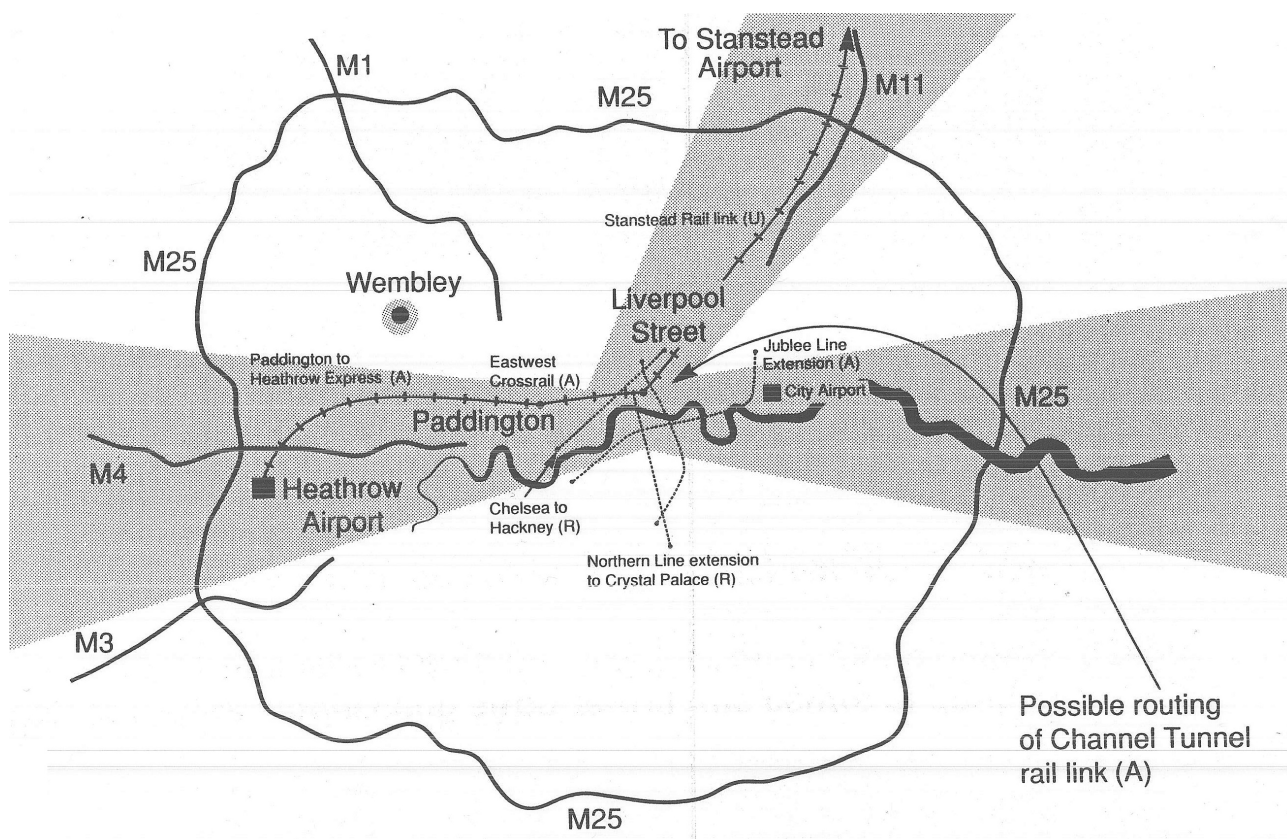 To Stanstead
Airport
M1
M11
M25
Stanstead Rail link (U)
M25
Wembley
Liverpool
Street
Jublee Line
Extension (A)
Paddington to
Heathrow Express (A)
Eastwest
Crossrail (A)
City Airport
M25
Paddington
M4
Heathrow
Airport
Chelsea to
Hackney (R)
Northern Line extension
to Crystal Palace (R)
M3
Possible routing
of Channel Tunnel
rail link (A)
M25